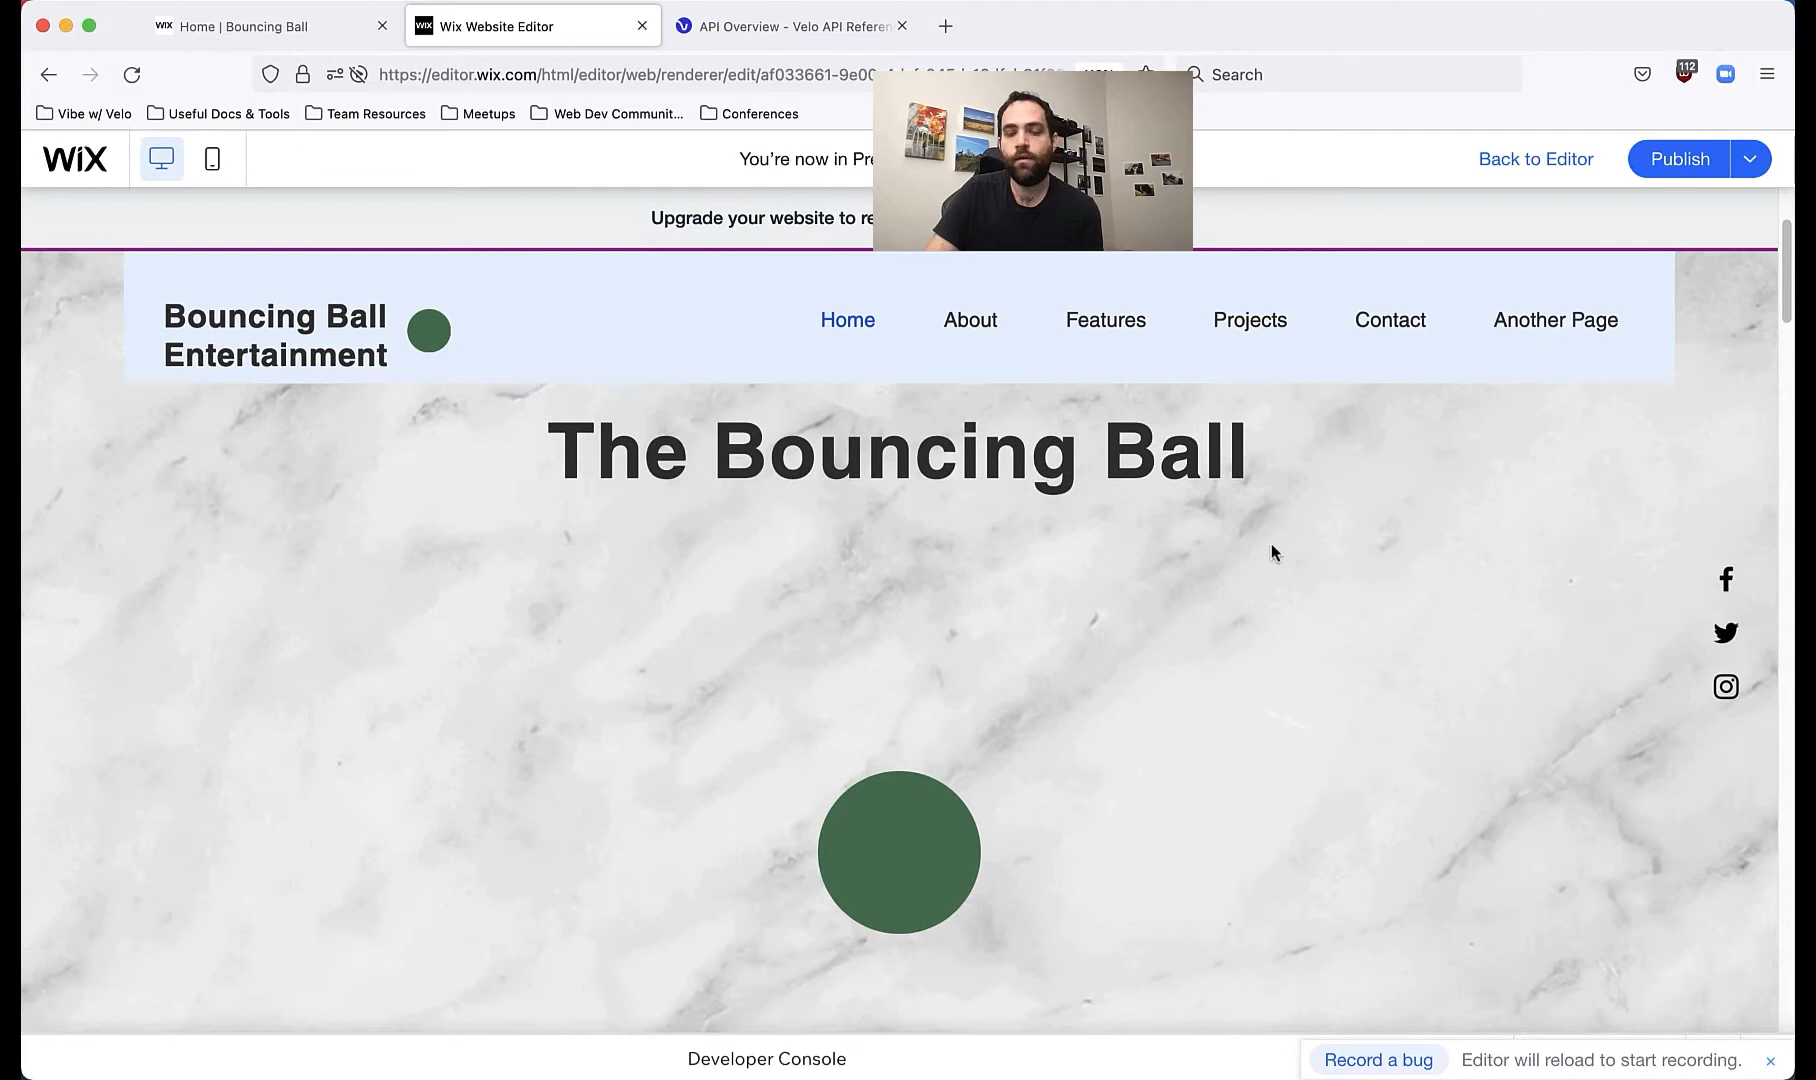 WiX Home | Bouncing Ball
WiX Wix Website Editor
API Overview - Velo API Referen
https://editor.wix.com/html/editor/web/renderer/edit/af033661-9e00
Search
112
Vibe w/ Velo
Useful Docs & Tools
Team Resources
Meetups
Web Dev Communit...
Conferences
WiX
You're now in Pre
Back to Editor
Publish
Upgrade your website to re
Bouncing Ball
Entertainment
Home
About
Features
Projects
Contact
Another Page
The Bouncing Ball
Developer Console
Record a bug
Editor will reload to start recording.